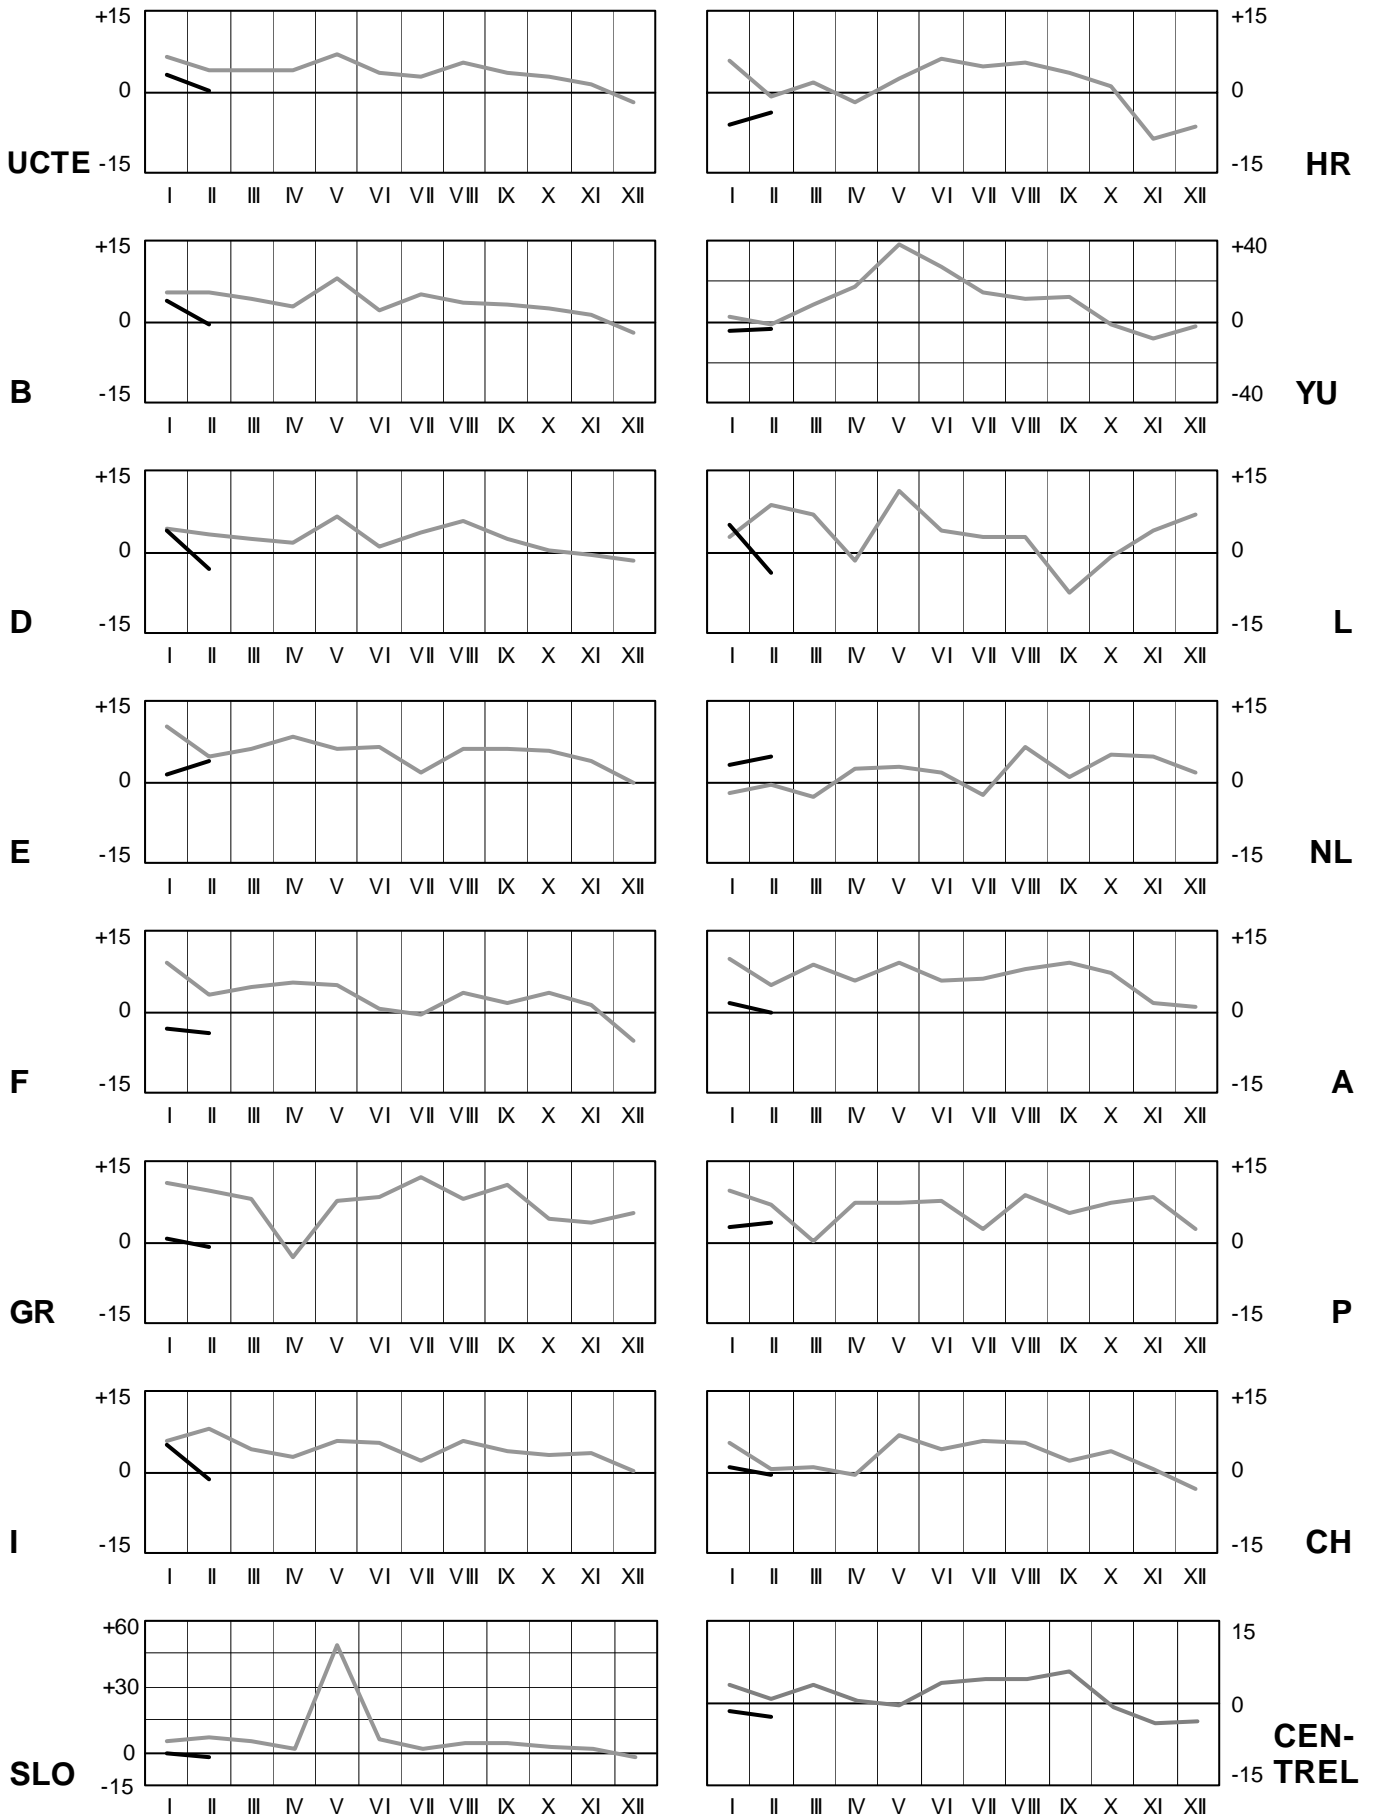 +15 +15
0 0
UCTE -15 -15 HR
I II III IV V VI VII VIII IX X XI XII I II III IV V VI VII VIII IX X XI XII
+15 +40
0 0
B -15 -40 YU
I II III IV V VI VII VIII IX X XI XII I II III IV V VI VII VIII IX X XI XII
+15 +15
0 0
D -15 -15 L
I II III IV V VI VII VIII IX X XI XII I II III IV V VI VII VIII IX X XI XII
+15 +15
0 0
E -15 -15 NL
I II III IV V VI VII VIII IX X XI XII I II III IV V VI VII VIII IX X XI XII
+15 +15
0 0
F -15 -15 A
I II III IV V VI VII VIII IX X XI XII I II III IV V VI VII VIII IX X XI XII
+15 +15
0 0
GR -15 -15 P
I II III IV V VI VII VIII IX X XI XII I II III IV V VI VII VIII IX X XI XII
+15 +15
0 0
I -15 -15 CH
I II III IV V VI VII VIII IX X XI XII I II III IV V VI VII VIII IX X XI XII
+60 15
+30 0
0 CEN-
SLO -15 -15 TREL
I II III IV V VI VII VIII IX X XI XII I II III IV V VI VII VIII IX X XI XII